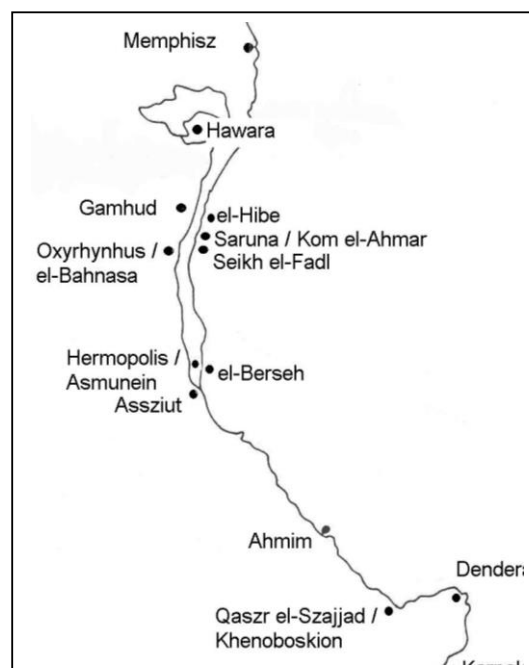 Memphisz
Hawara
Gamhud
el-Hibe
Saruna / Kom el-Ahmar
Oxyrhynhus /
el-Bahnasa
Seikh el-Fadl
Hermopolis /
Asmunein
el-Berseh
Assziut
Ahmim
Dendera
Qaszr el-Szajjad /
Khenoboskion